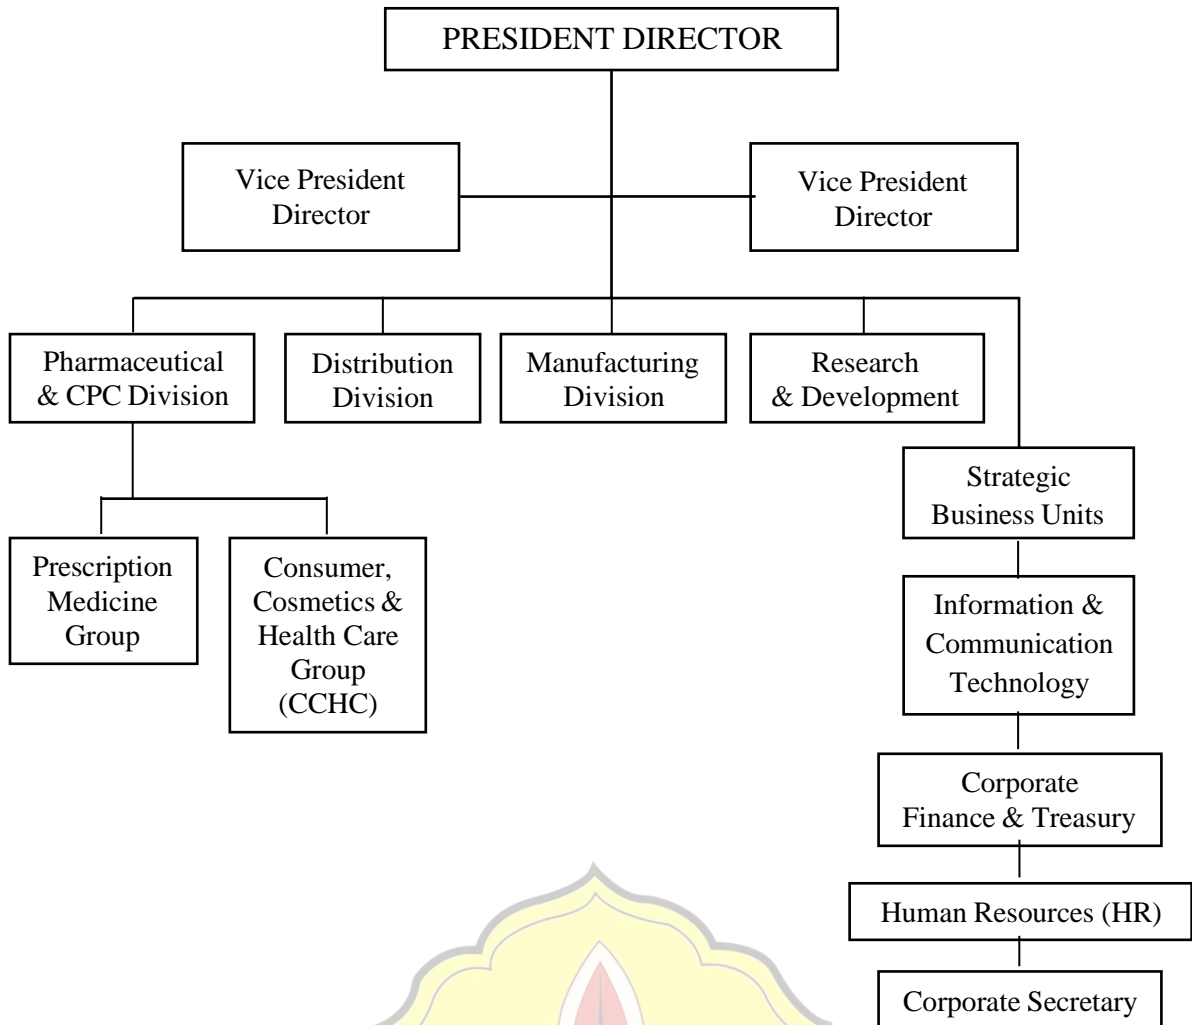 PRESIDENT DIRECTOR
Vice President
Director
Vice President
Director
Pharmaceutical
& CPC Division
Distribution
Division
Manufacturing
Division
Research
& Development
Strategic
Business Units
Prescription
Medicine
Group
Consumer,
Cosmetics &
Health Care
Group
(CCHC)
Information &
Communication
Technology
Corporate
Finance & Treasury
Human Resources (HR)
Corporate Secretary